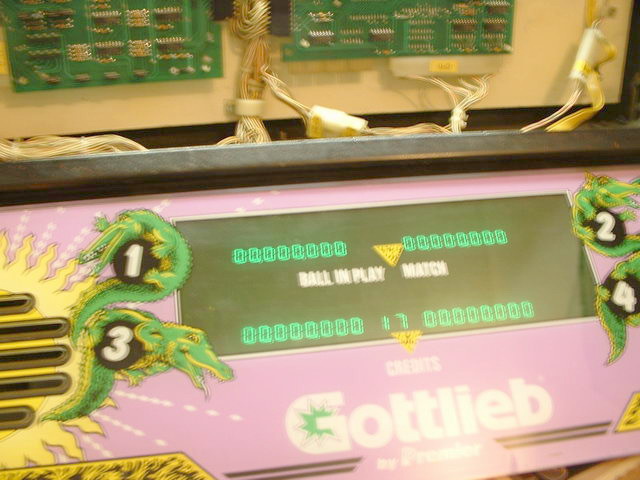 1
2
00000000 00000000
BALL IN PLAY MATCH
3
4
00000000 17 00000000
CREDITS
Gottlieb
by Premier